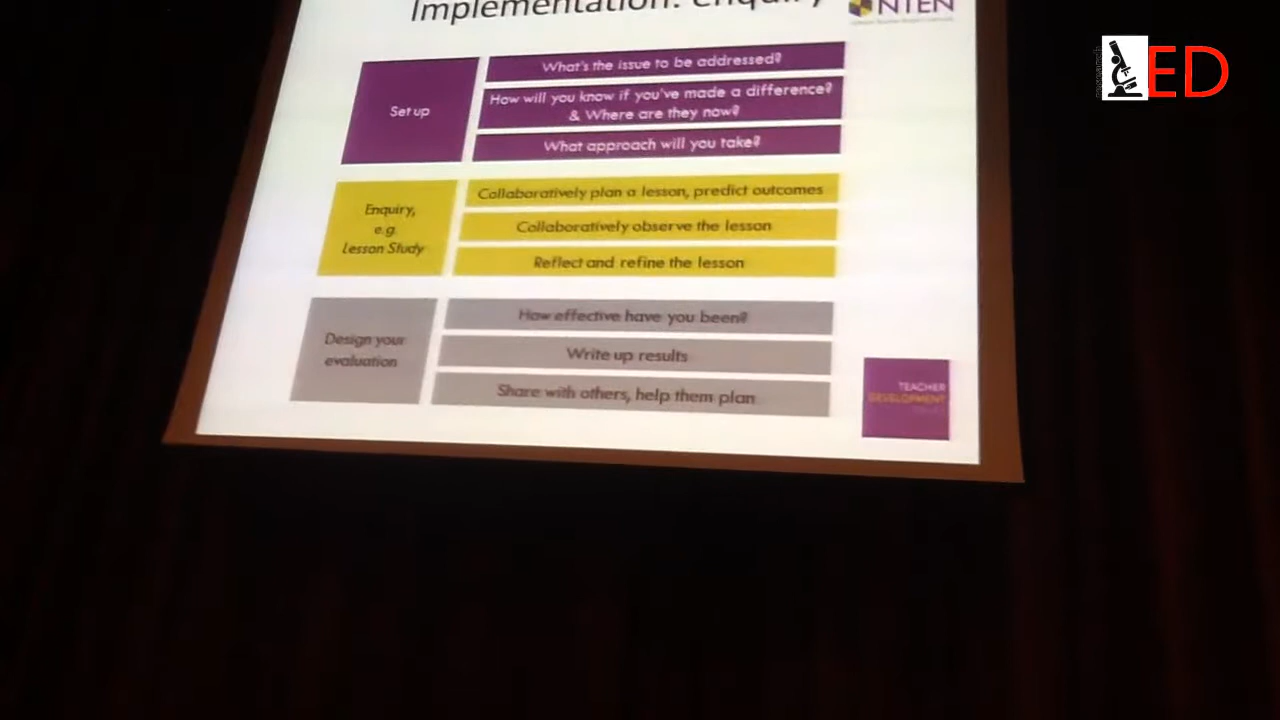 Implementation: enquiry
NTEN
ED
What's the issue to be addressed?
Set up
How will you know if you've made a difference?
& Where are they now?
What approach will you take?
Enquiry,
e.g.
Lesson Study
Collaboratively plan a lesson, predict outcomes
Collaboratively observe the lesson
Reflect and refine the lesson
Design your
evaluation
How effective have you been?
Write up results
Share with others, help them plan
TEACHER
DEVELOPMENT